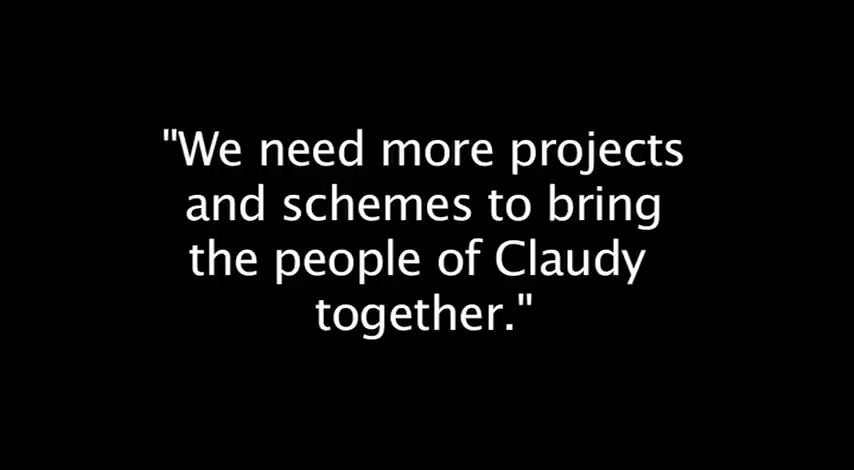 "We need more projects
and schemes to bring
the people of Claudy
together."